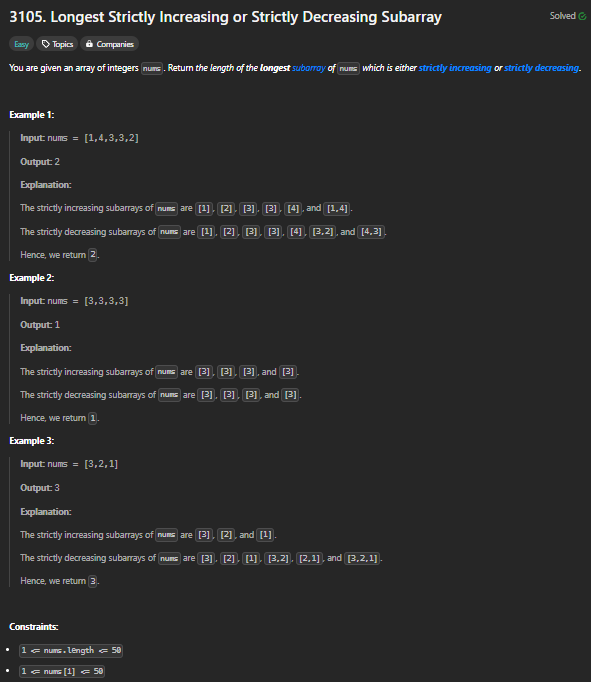 3105. Longest Strictly Increasing or Strictly Decreasing Subarray
Solved
Easy Topics Companies
You are given an array of integers nums. Return the length of the longest subarray of nums which is either strictly increasing or strictly decreasing.
Example 1:
Input: nums = [1,4,3,3,2]
Output: 2
Explanation:
The strictly increasing subarrays of nums are [1], [2], [3], [3], [4], and [1,4].
The strictly decreasing subarrays of nums are [1], [2], [3], [3], [4], [3,2], and [4,3].
Hence, we return 2.
Example 2:
Input: nums = [3,3,3,3]
Output: 1
Explanation:
The strictly increasing subarrays of nums are [3], [3], [3], and [3].
The strictly decreasing subarrays of nums are [3], [3], [3], and [3].
Hence, we return 1.
Example 3:
Input: nums = [3,2,1]
Output: 3
Explanation:
The strictly increasing subarrays of nums are [3], [2], and [1].
The strictly decreasing subarrays of nums are [3], [2], [1], [3,2], [2,1], and [3,2,1].
Hence, we return 3.
Constraints:
• 1 <= nums.length <= 50
• 1 <= nums[i] <= 50